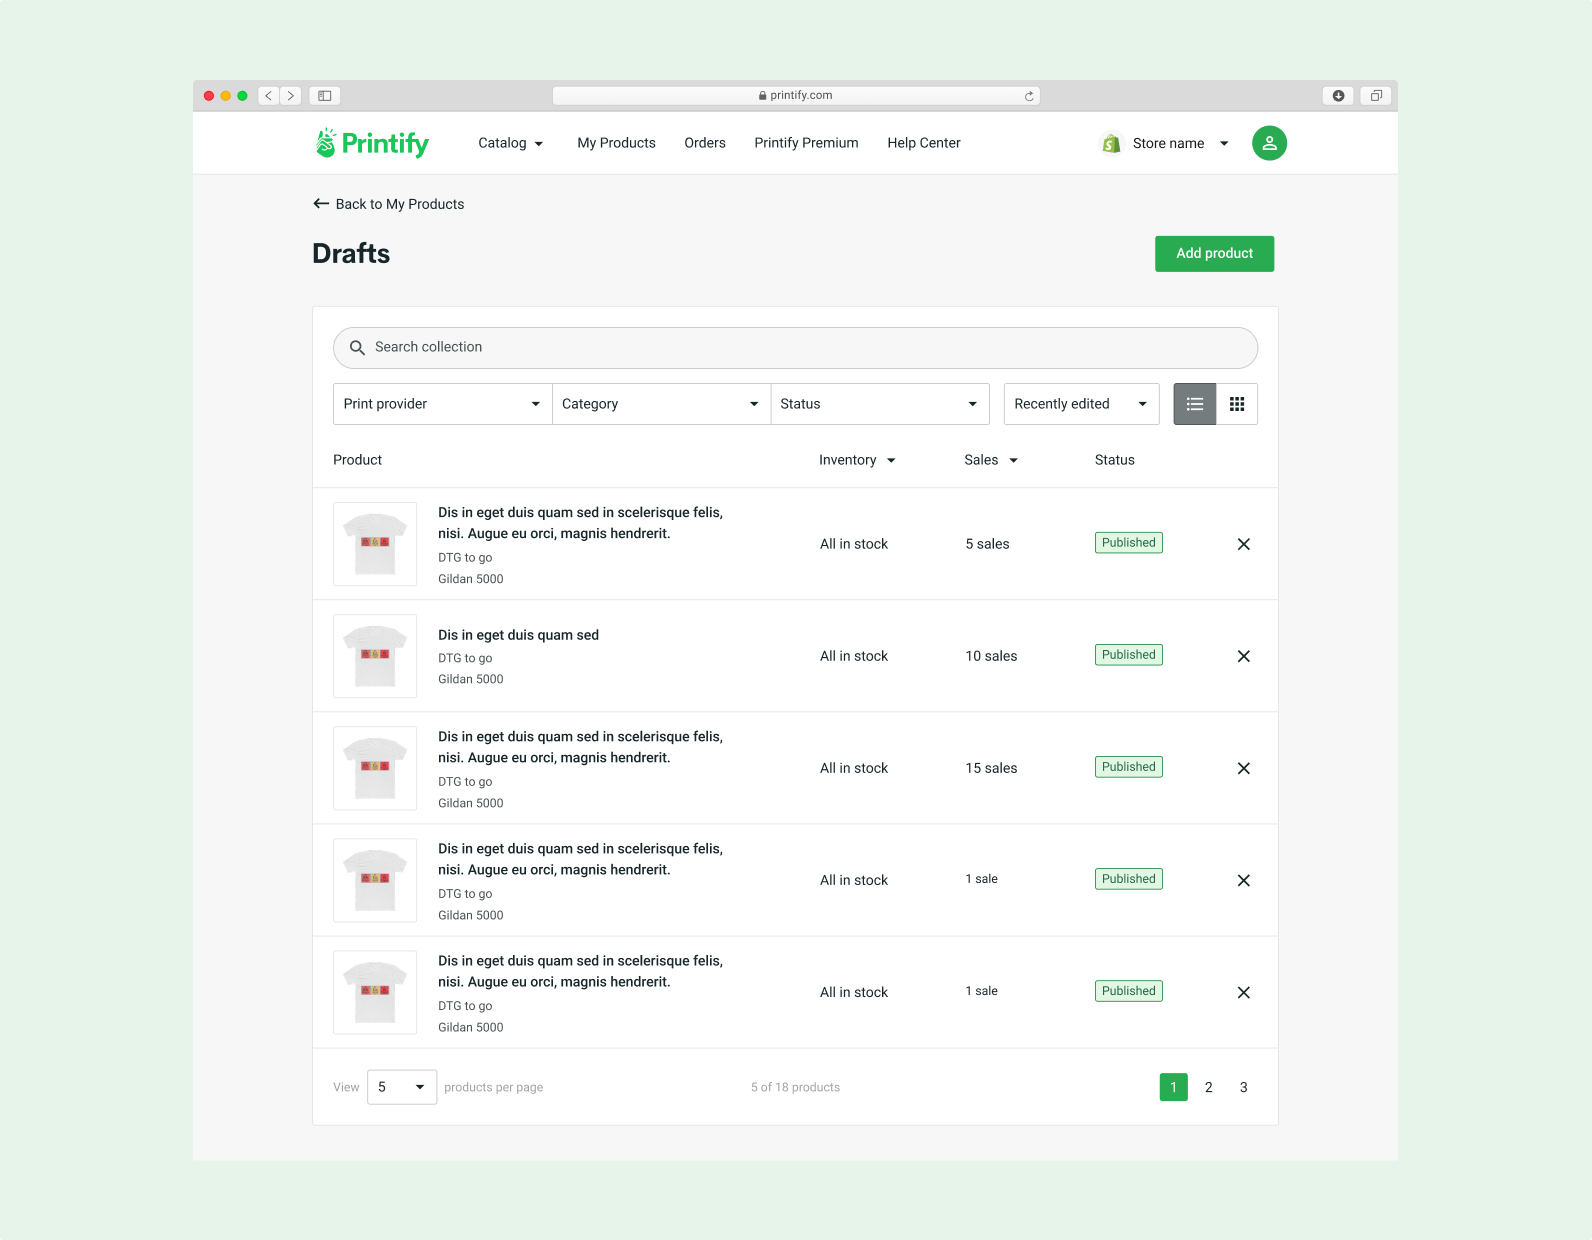 printify.com
Printify
Catalog
My Products
Orders
Printify Premium
Help Center
Store name
Back to My Products
Drafts
Add product
Search collection
Print provider
Category
Status
Recently edited
Product
Inventory
Sales
Status
Dis in eget duis quam sed in scelerisque felis,
nisi. Augue eu orci, magnis hendrerit.
DTG to go
Gildan 5000
All in stock
5 sales
Published
Dis in eget duis quam sed
DTG to go
Gildan 5000
All in stock
10 sales
Published
Dis in eget duis quam sed in scelerisque felis,
nisi. Augue eu orci, magnis hendrerit.
DTG to go
Gildan 5000
All in stock
15 sales
Published
Dis in eget duis quam sed in scelerisque felis,
nisi. Augue eu orci, magnis hendrerit.
DTG to go
Gildan 5000
All in stock
1 sale
Published
Dis in eget duis quam sed in scelerisque felis,
nisi. Augue eu orci, magnis hendrerit.
DTG to go
Gildan 5000
All in stock
1 sale
Published
View
5
products per page
5 of 18 products
1
2
3